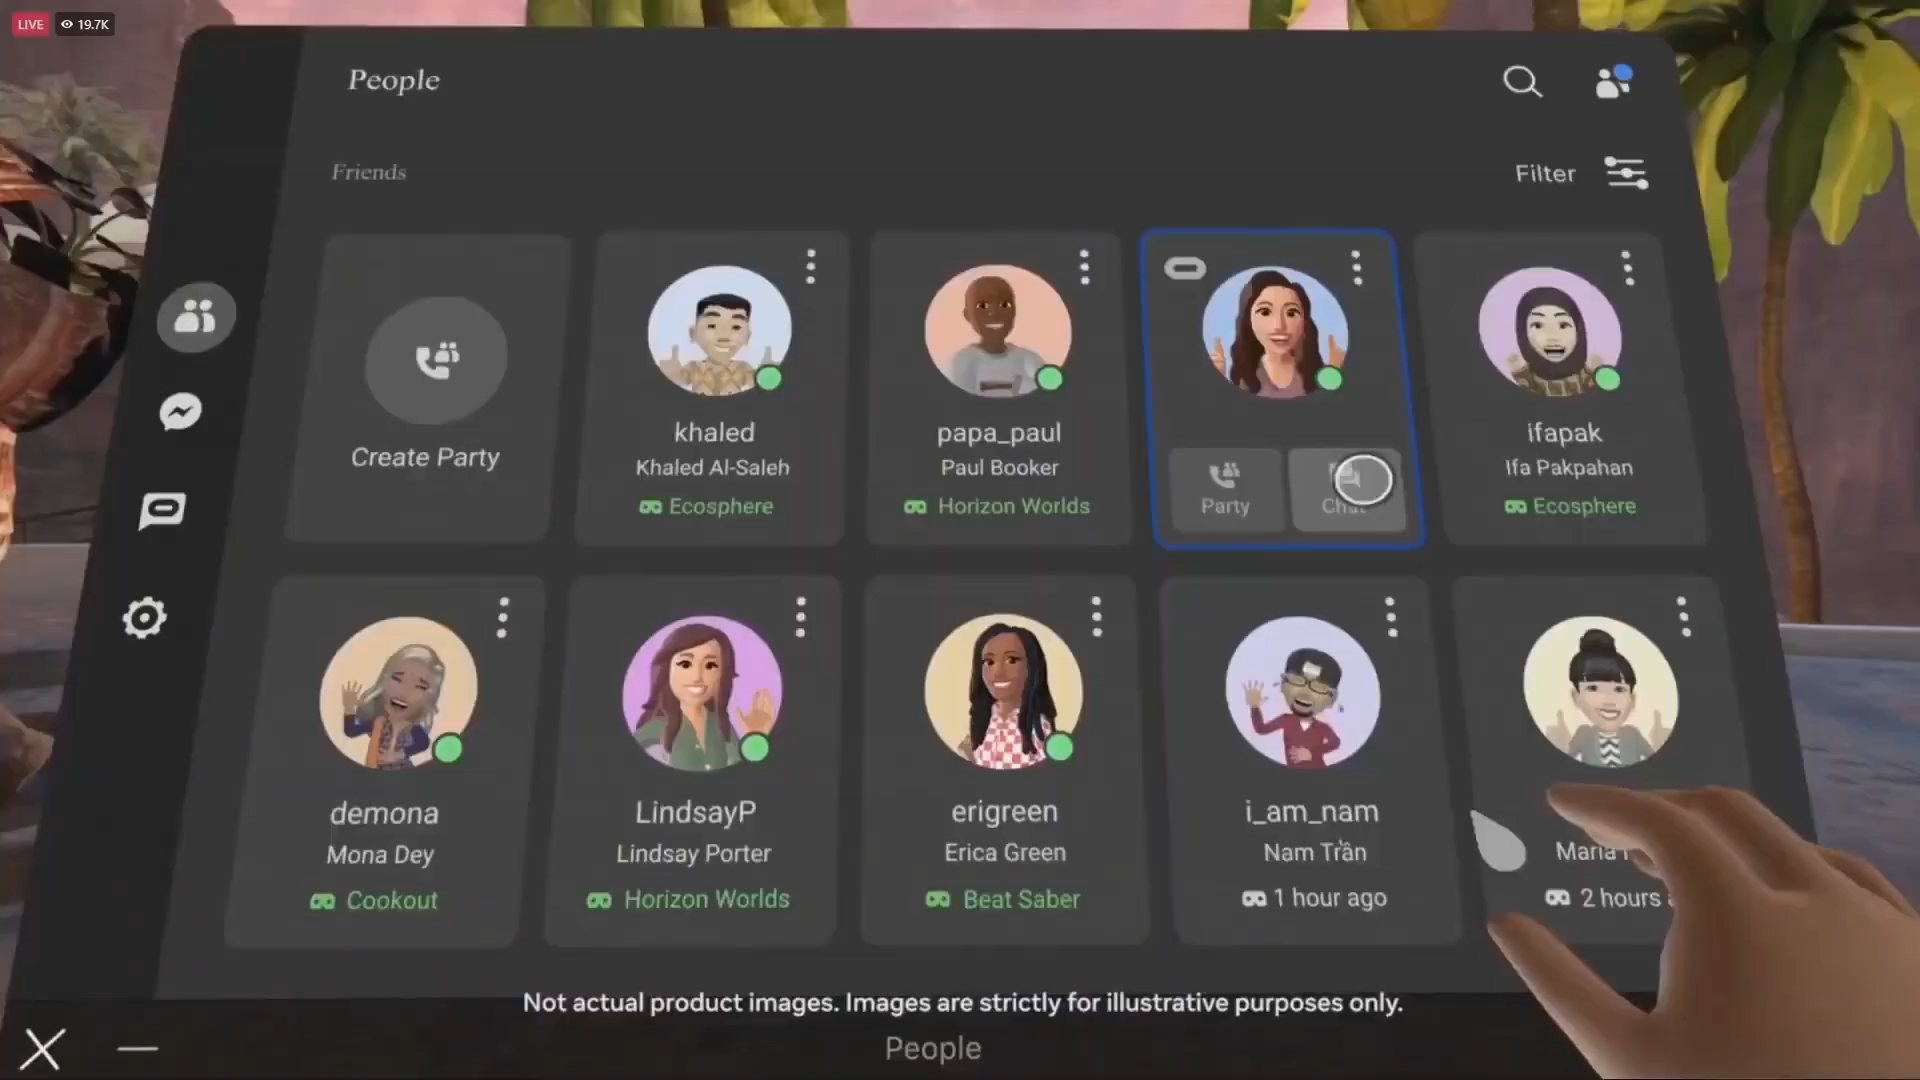 LIVE 19.7K
People
Friends
Filter
Create Party
khaled
Khaled Al-Saleh
Ecosphere
papa_paul
Paul Booker
Horizon Worlds
Party
ifapak
Ifa Pakpahan
Ecosphere
demona
Mona Dey
Cookout
LindsayP
Lindsay Porter
Horizon Worlds
erigreen
Erica Green
Beat Saber
i_am_nam
Nam Trần
1 hour ago
Maria
2 hours
Not actual product images. Images are strictly for illustrative purposes only.
People